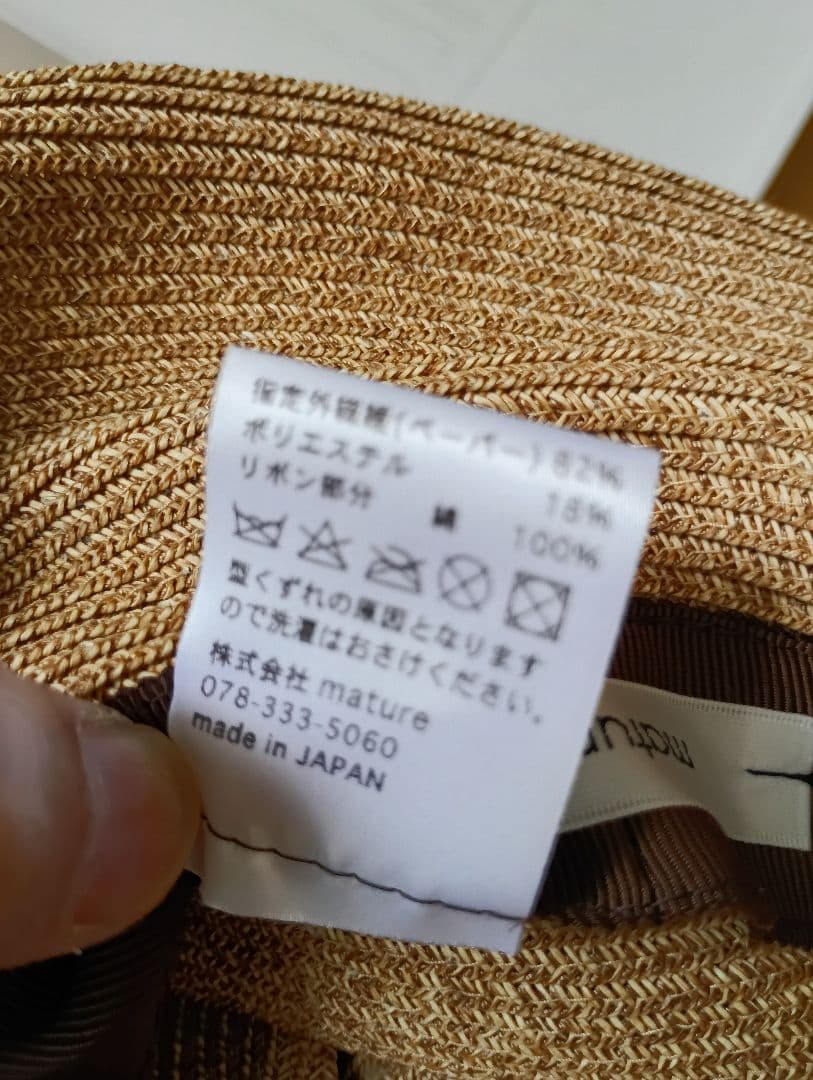 指定外繊維(ペーパー) 82%
ポリエステル 18%
リボン部分 綿 100%
型くずれの原因となります
ので洗濯はおさけください。
株式会社 mature
078-333-5060
made in JAPAN